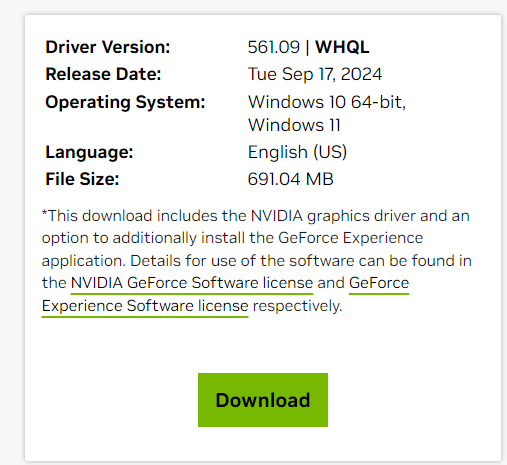 Driver Version: 561.09 | WHQL
Release Date: Tue Sep 17, 2024
Operating System: Windows 10 64-bit,
Windows 11
Language: English (US)
File Size: 691.04 MB
*This download includes the NVIDIA graphics driver and an
option to additionally install the GeForce Experience
application. Details for use of the software can be found in
the NVIDIA GeForce Software license and GeForce
Experience Software license respectively.
Download